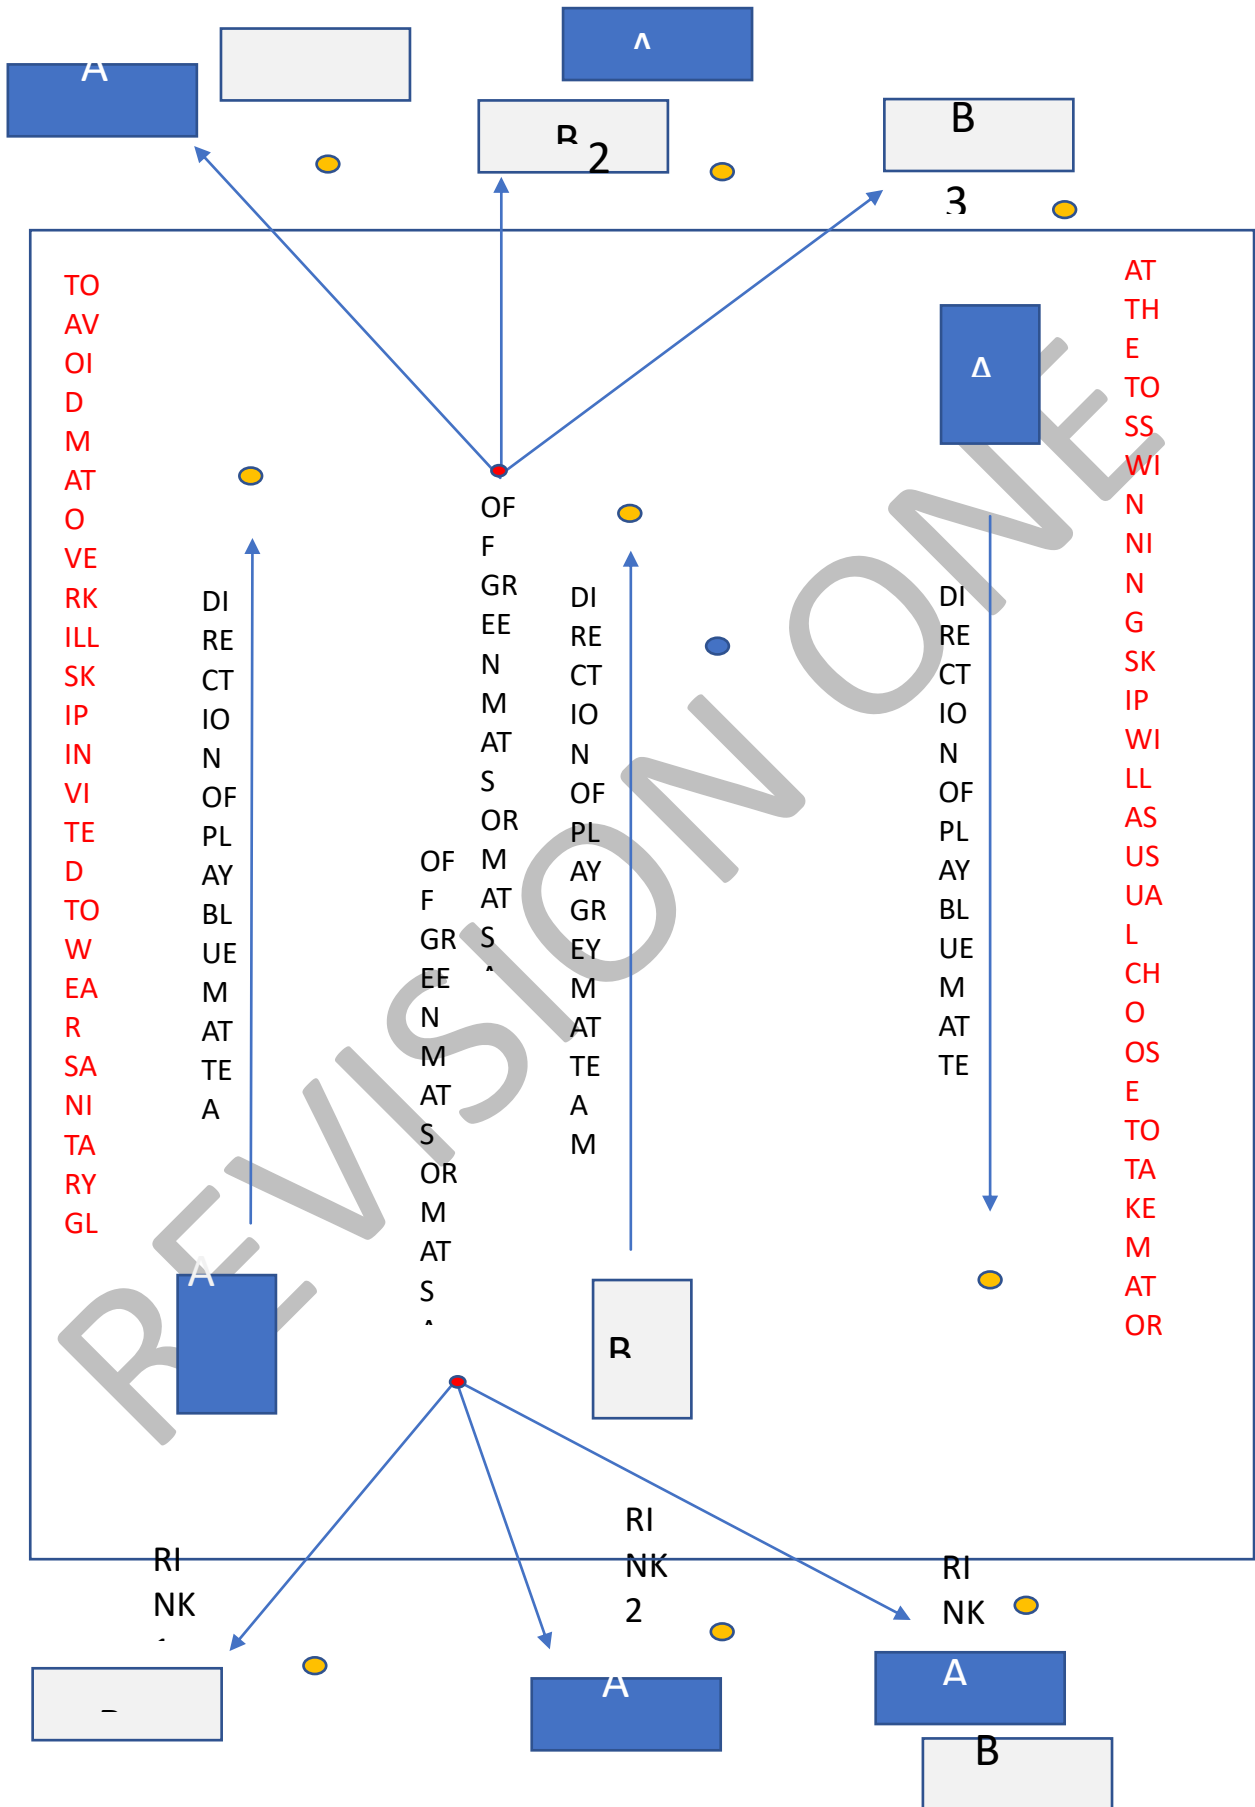 A
B
2
B
3
TO
AV
OI
D
M
AT
O
VE
RK
ILL
SK
IP
IN
VI
TE
D
TO
W
EA
R
SA
NI
TA
RY
GL
DI
RE
CT
IO
N
OF
PL
AY
BL
UE
M
AT
TE
A
OF
F
GR
EE
N
M
AT
S
OR
M
AT
S
OF
F
GR
EE
N
M
AT
S
OR
M
AT
S
DI
RE
CT
IO
N
OF
PL
AY
GR
EY
M
AT
TE
A
M
DI
RE
CT
IO
N
OF
PL
AY
BL
UE
M
AT
TE
AT
TH
E
TO
SS
WI
N
NI
N
G
SK
IP
WI
LL
AS
US
UA
L
CH
O
OS
E
TO
TA
KE
M
AT
OR
REVISION ONE
A
B
RI
NK
RI
NK
2
RI
NK
A
A
B